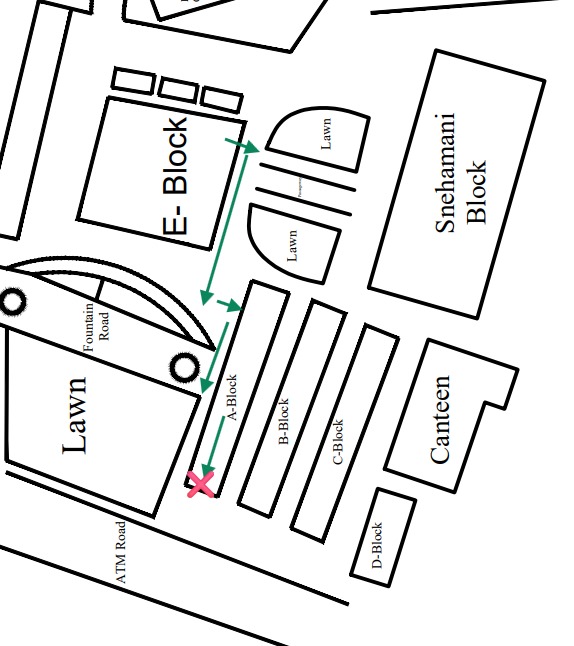 E- Block
Lawn
Snehamani
Block
Lawn
Fountain
Road
Lawn
A-Block
B-Block
C-Block
Canteen
D-Block
ATM Road